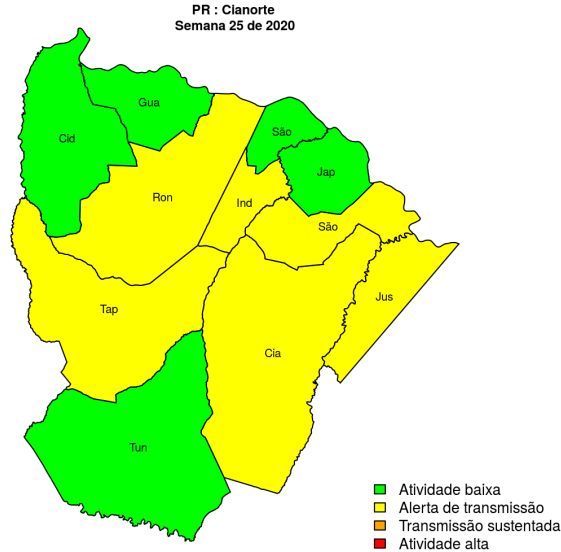 PR : Cianorte
Semana 25 de 2020
Gua
São
Cid
Jap
Ron
Ind
São
Jus
Tap
Cia
Tun
Atividade baixa
Alerta de transmissão
Transmissão sustentada
Atividade alta